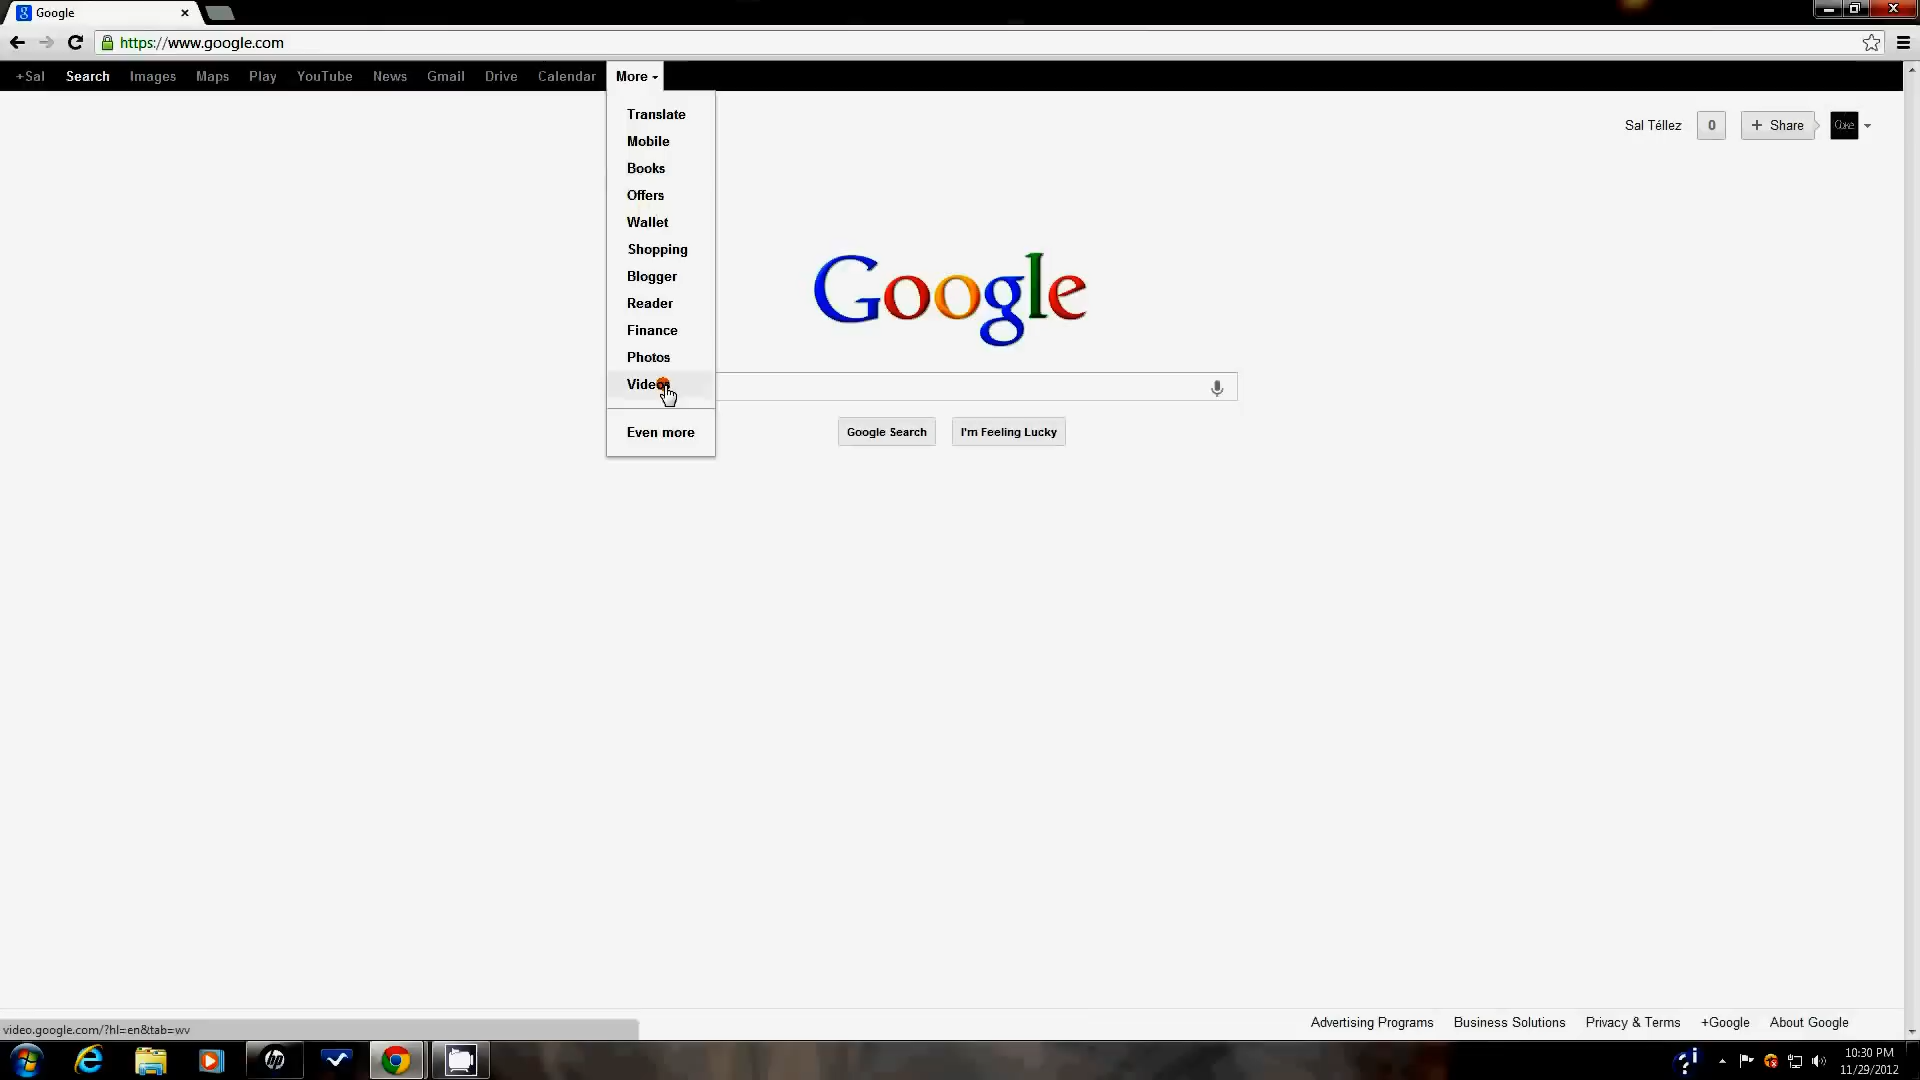 Google
https://www.google.com
+Sal Search Images Maps Play YouTube News Gmail Drive Calendar More
Translate
Mobile
Books
Offers
Wallet
Shopping
Blogger
Reader
Finance
Photos
Videos
Even more
Sal Téllez 0 + Share
Google
Google Search I'm Feeling Lucky
video.google.com/?hl=en&tab=wv
Advertising Programs Business Solutions Privacy & Terms +Google About Google
10:30 PM
11/29/2012